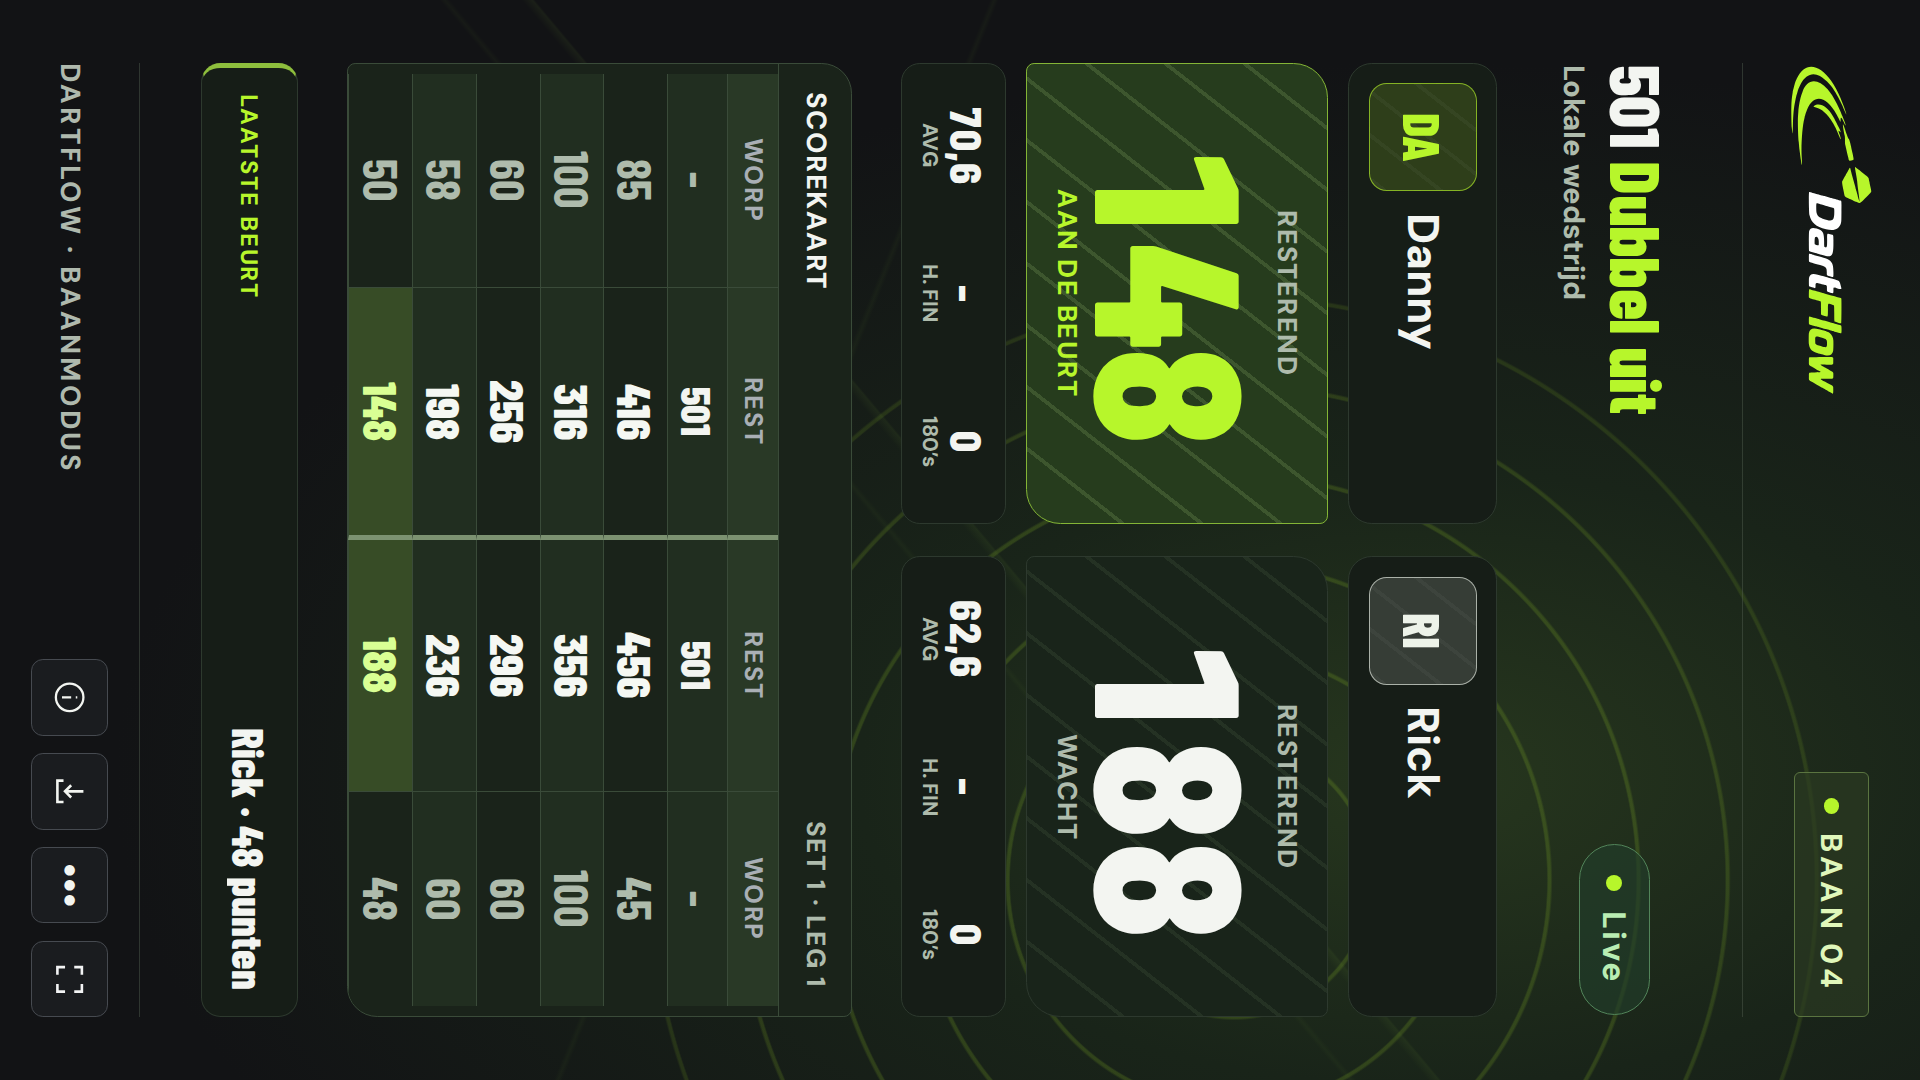 DartFlow
BAAN 04
501 Dubbel uit
Lokale wedstrijd
Live
DA
Danny
RI
Rick
RESTEREND
148
AAN DE BEURT
RESTEREND
188
WACHT
70,6 - 0
AVG H. FIN 180's
62,6 - 0
AVG H. FIN 180's
SCOREKAART SET 1 · LEG 1
WORP REST REST WORP
- 501 501 -
85 416 456 45
100 316 356 100
60 256 296 60
58 198 236 60
50 148 188 48
LAATSTE BEURT Rick · 48 punten
DARTFLOW · BAANMODUS